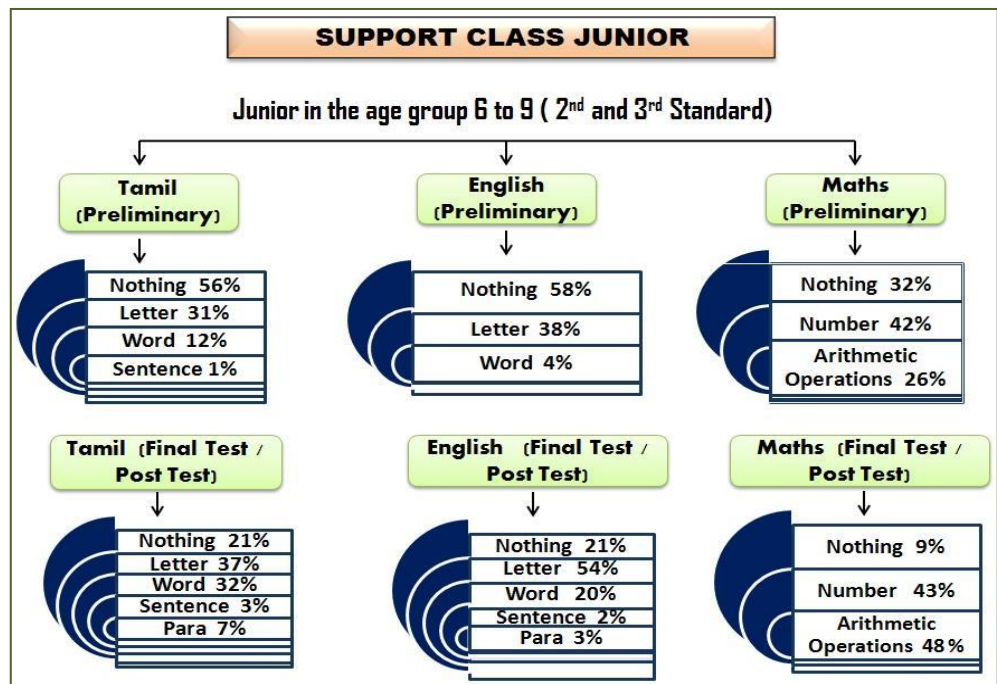 SUPPORT CLASS JUNIOR
Junior in the age group 6 to 9 ( 2nd and 3rd Standard)
Tamil
(Preliminary)
Nothing 56%
Letter 31%
Word 12%
Sentence 1%
English
(Preliminary)
Nothing 58%
Letter 38%
Word 4%
Maths
(Preliminary)
Nothing 32%
Number 42%
Arithmetic
Operations 26%
Tamil (Final Test /
Post Test)
Nothing 21%
Letter 37%
Word 32%
Sentence 3%
Para 7%
English (Final Test /
Post Test)
Nothing 21%
Letter 54%
Word 20%
Sentence 2%
Para 3%
Maths (Final Test /
Post Test)
Nothing 9%
Number 43%
Arithmetic
Operations 48%